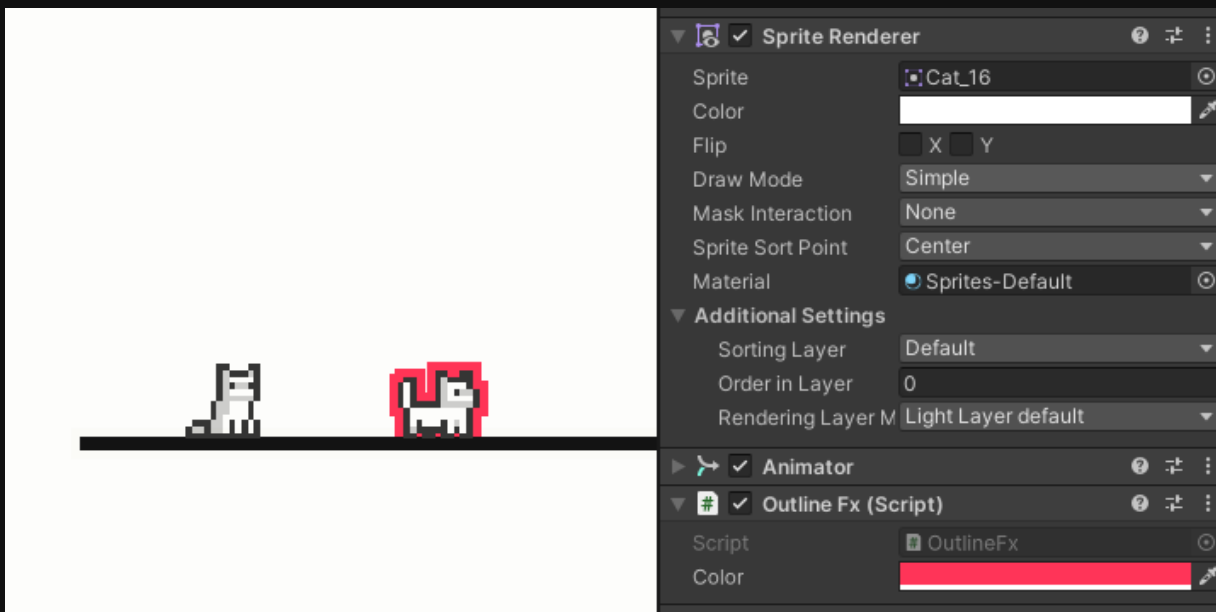 Sprite Renderer
Sprite Cat_16
Color
Flip X Y
Draw Mode Simple
Mask Interaction None
Sprite Sort Point Center
Material Sprites-Default
Additional Settings
Sorting Layer Default
Order in Layer 0
Rendering Layer M Light Layer default
Animator
# Outline Fx (Script)
Script # OutlineFx
Color